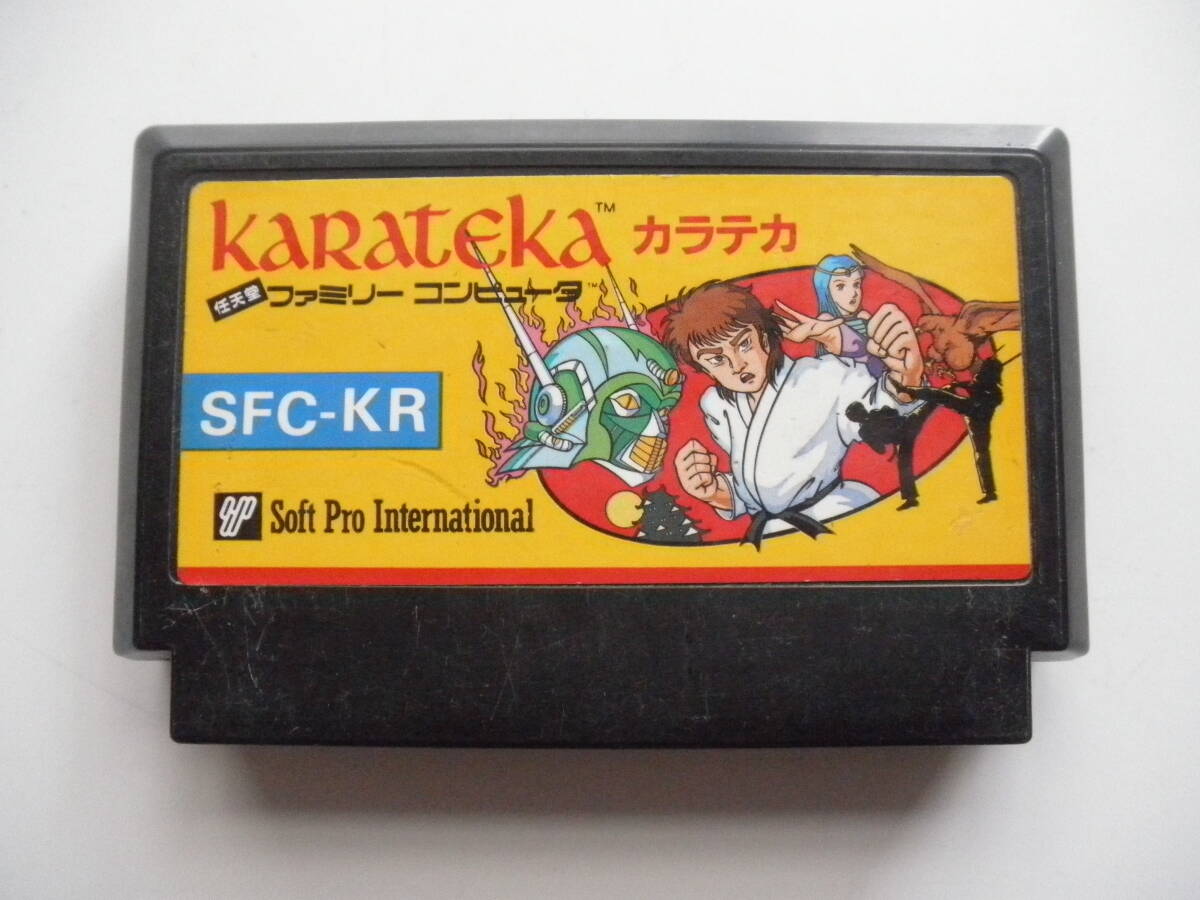 KARATEKA™ カラテカ
任天堂 ファミリー コンピュータ™
SFC-KR
Soft Pro International